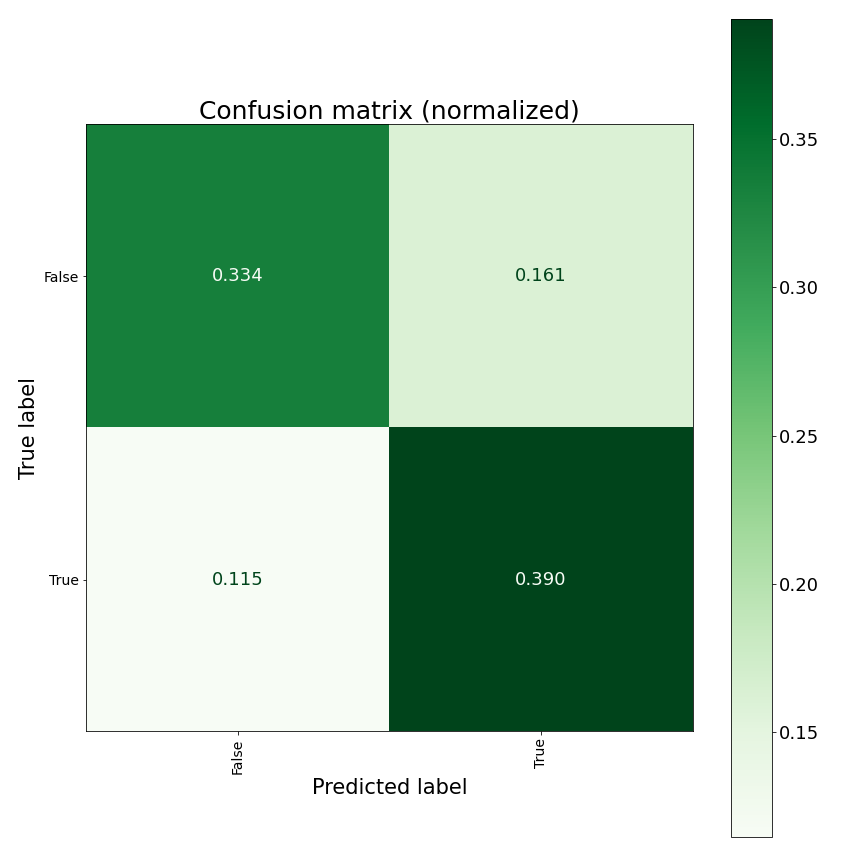 Confusion matrix (normalized)
True label
False
0.334
0.161
True
0.115
0.390
False
True
Predicted label
0.35
0.30
0.25
0.20
0.15